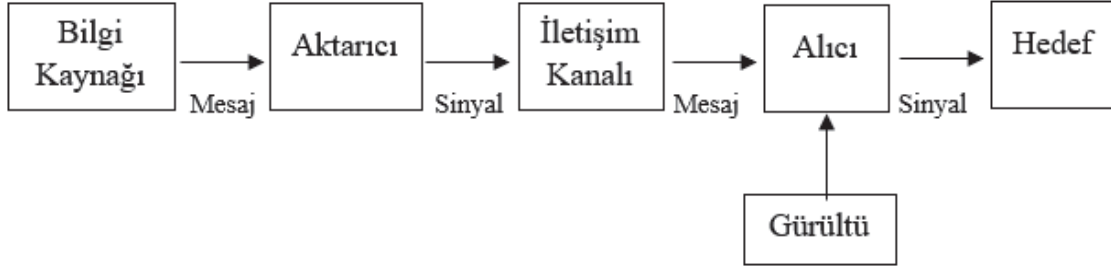 Bilgi
Kaynağı
Mesaj
Aktarıcı
Sinyal
İletişim
Kanalı
Mesaj
Alıcı
Sinyal
Hedef
Gürültü